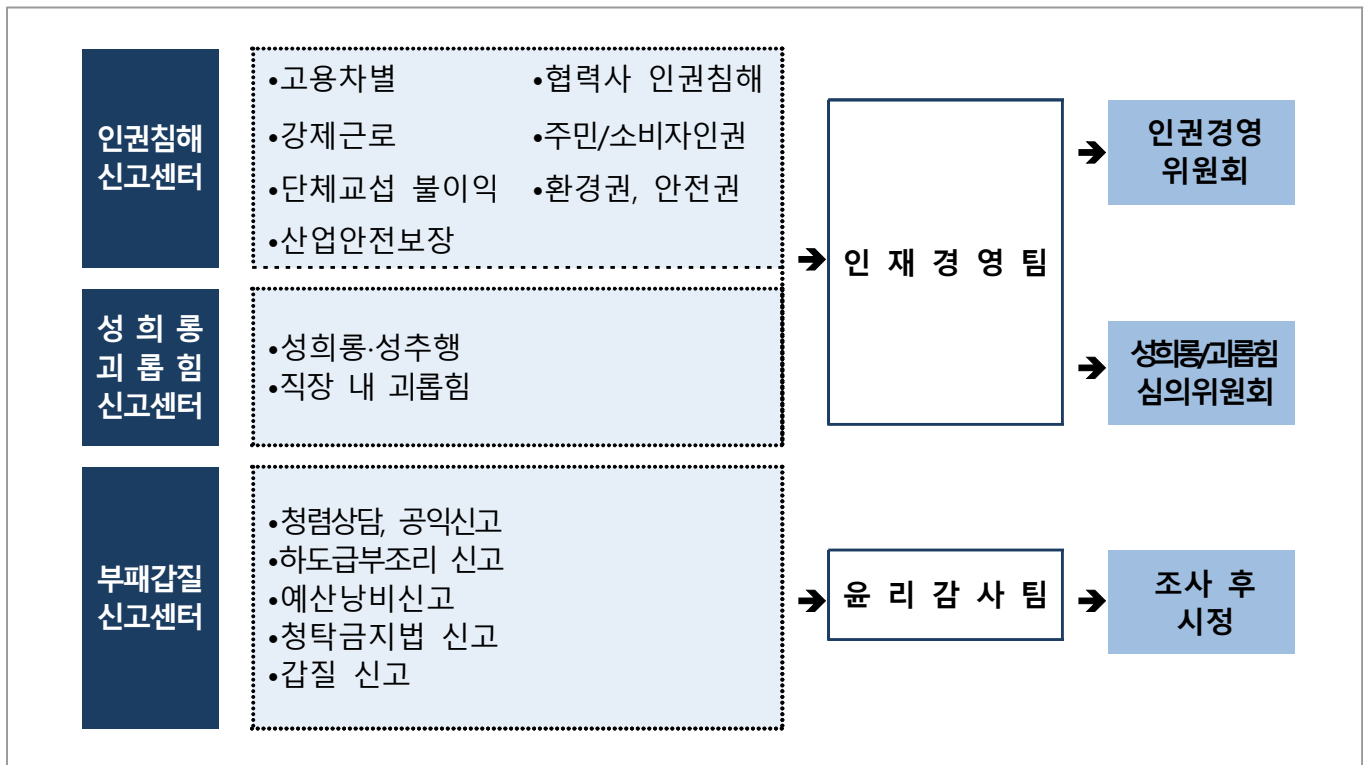 인권침해
신고센터
•고용차별
•협력사 인권침해
•강제근로
•주민/소비자인권
•단체교섭 불이익
•환경권, 안전권
•산업안전보장
➔
인 재 경 영 팀
➔
인권경영
위원회
성 희 롱
괴 롭 힘
신고센터
•성희롱·성추행
•직장 내 괴롭힘
➔
성희롱/괴롭힘
심의위원회
부패갑질
신고센터
•청렴상담, 공익신고
•하도급부조리 신고
•예산낭비신고
•청탁금지법 신고
•갑질 신고
➔
윤 리 감 사 팀
➔
조사 후
시정